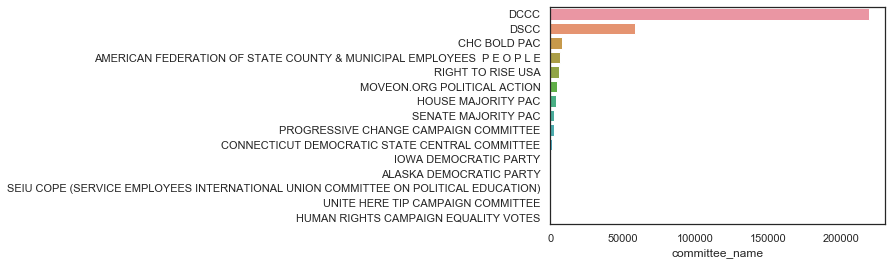 DCCC
DSCC
CHC BOLD PAC
AMERICAN FEDERATION OF STATE COUNTY & MUNICIPAL EMPLOYEES  P E O P L E
RIGHT TO RISE USA
MOVEON.ORG POLITICAL ACTION
HOUSE MAJORITY PAC
SENATE MAJORITY PAC
PROGRESSIVE CHANGE CAMPAIGN COMMITTEE
CONNECTICUT DEMOCRATIC STATE CENTRAL COMMITTEE
IOWA DEMOCRATIC PARTY
ALASKA DEMOCRATIC PARTY
SEIU COPE (SERVICE EMPLOYEES INTERNATIONAL UNION COMMITTEE ON POLITICAL EDUCATION)
UNITE HERE TIP CAMPAIGN COMMITTEE
HUMAN RIGHTS CAMPAIGN EQUALITY VOTES
0 50000 100000 150000 200000
committee_name